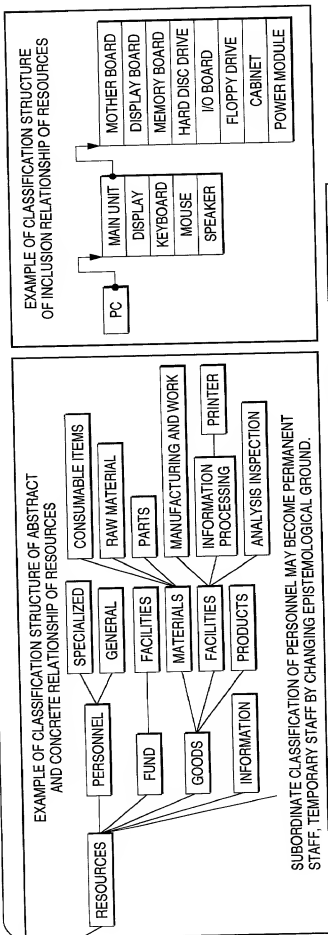 EXAMPLE OF CLASSIFICATION STRUCTURE OF ABSTRACT
AND CONCRETE RELATIONSHIP OF RESOURCES
RESOURCES
PERSONNEL
FUND
GOODS
INFORMATION
SPECIALIZED
GENERAL
FACILITIES
MATERIALS
FACILITIES
PRODUCTS
CONSUMABLE ITEMS
RAW MATERIAL
PARTS
MANUFACTURING AND WORK
INFORMATION
PROCESSING
PRINTER
ANALYSIS INSPECTION
SUBORDINATE CLASSIFICATION OF PERSONNEL MAY BECOME PERMANENT
STAFF, TEMPORARY STAFF BY CHANGING EPISTEMOLOGICAL GROUND.
EXAMPLE OF CLASSIFICATION STRUCTURE
OF INCLUSION RELATIONSHIP OF RESOURCES
PC
MAIN UNIT
DISPLAY
KEYBOARD
MOUSE
SPEAKER
MOTHER BOARD
DISPLAY BOARD
MEMORY BOARD
HARD DISC DRIVE
I/O BOARD
FLOPPY DRIVE
CABINET
POWER MODULE